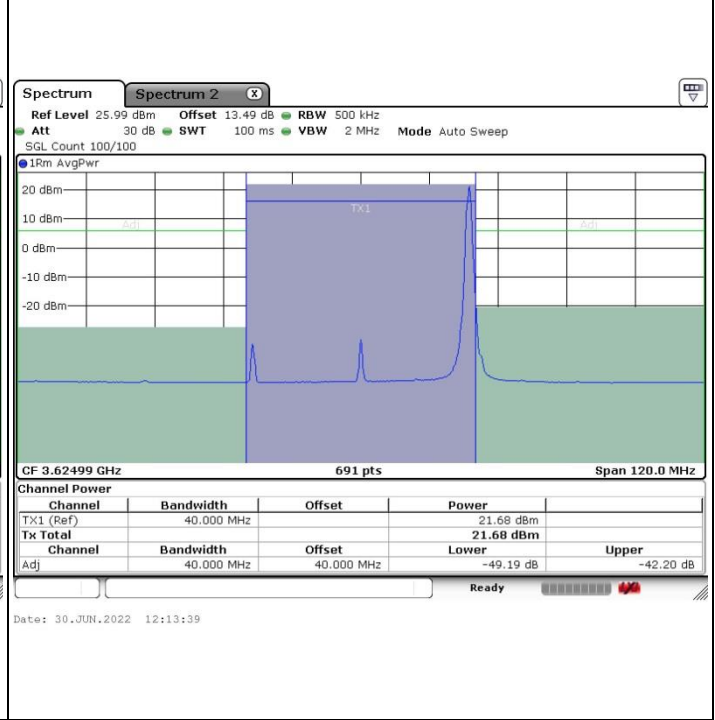 Spectrum Spectrum 2 X
Ref Level 25.99 dBm Offset 13.49 dB RBW 500 kHz
Att 30 dB SWT 100 ms VBW 2 MHz Mode Auto Sweep
SGL Count 100/100
1Rm AvgPwr
20 dBm
TX1
10 dBm
Adj Adj
0 dBm
-10 dBm
-20 dBm
CF 3.62499 GHz 691 pts Span 120.0 MHz
Channel Power
Channel Bandwidth Offset Power
TX1 (Ref) 40.000 MHz 21.68 dBm
Tx Total 21.68 dBm
Channel Bandwidth Offset Lower Upper
Adj 40.000 MHz 40.000 MHz -49.19 dB -42.20 dB
Ready
Date: 30.JUN.2022 12:13:39